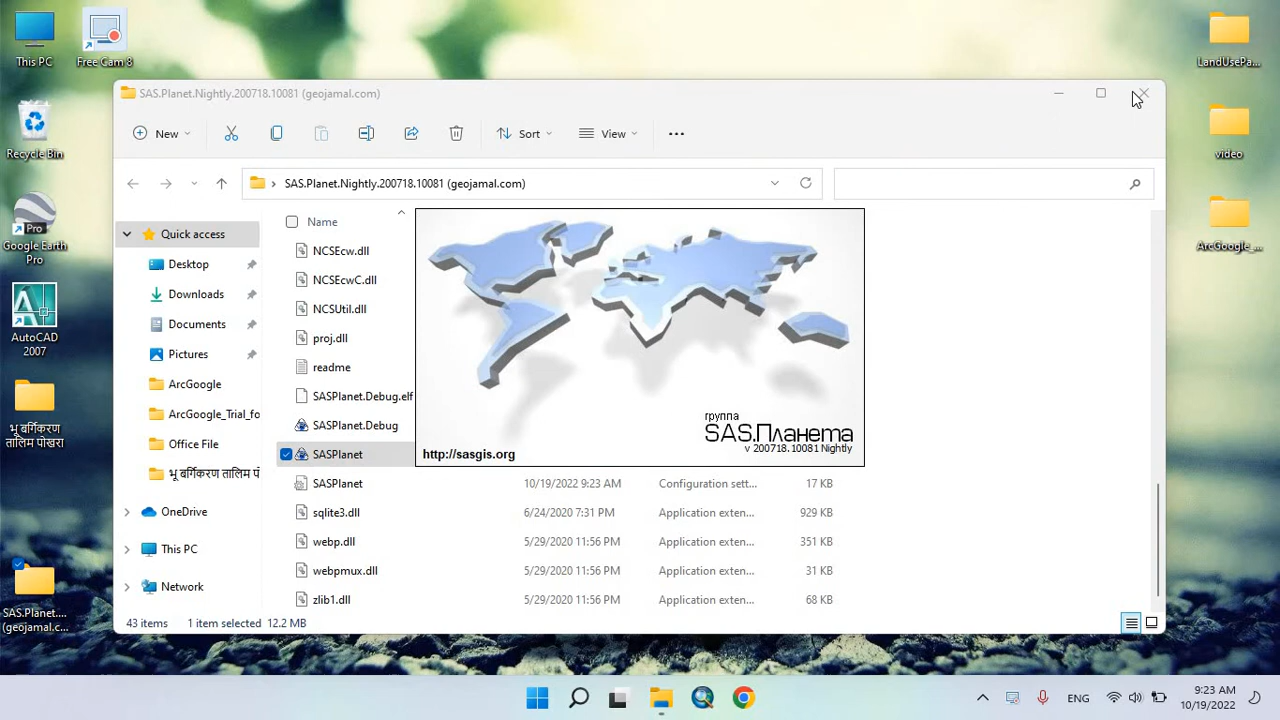 This PC
Free Cam 8
Recycle Bin
Pro
Google Earth
Pro
AutoCAD
2007
भू बर्गिकरण
तालिम पोखरा
SAS.Planet....
(geojamal.c...
LandUsePa...
video
ArcGoogle_...
SAS.Planet.Nightly.200718.10081 (geojamal.com)
New
Sort
View
SAS.Planet.Nightly.200718.10081 (geojamal.com)
Quick access
Desktop
Downloads
Documents
Pictures
ArcGoogle
ArcGoogle_Trial_fo
Office File
भू बर्गिकरण तालिम पो
OneDrive
This PC
Network
Name
NCSEcw.dll
NCSEcwC.dll
NCSUtil.dll
proj.dll
readme
SASPlanet.Debug.elf
SASPlanet.Debug
SASPlanet
SASPlanet 10/19/2022 9:23 AM Configuration sett... 17 KB
sqlite3.dll 6/24/2020 7:31 PM Application exten... 929 KB
webp.dll 5/29/2020 11:56 PM Application exten... 351 KB
webpmux.dll 5/29/2020 11:56 PM Application exten... 31 KB
zlib1.dll 5/29/2020 11:56 PM Application exten... 68 KB
группа
SAS.Планета
v 200718.10081 Nightly
http://sasgis.org
43 items 1 item selected 12.2 MB
ENG
9:23 AM
10/19/2022